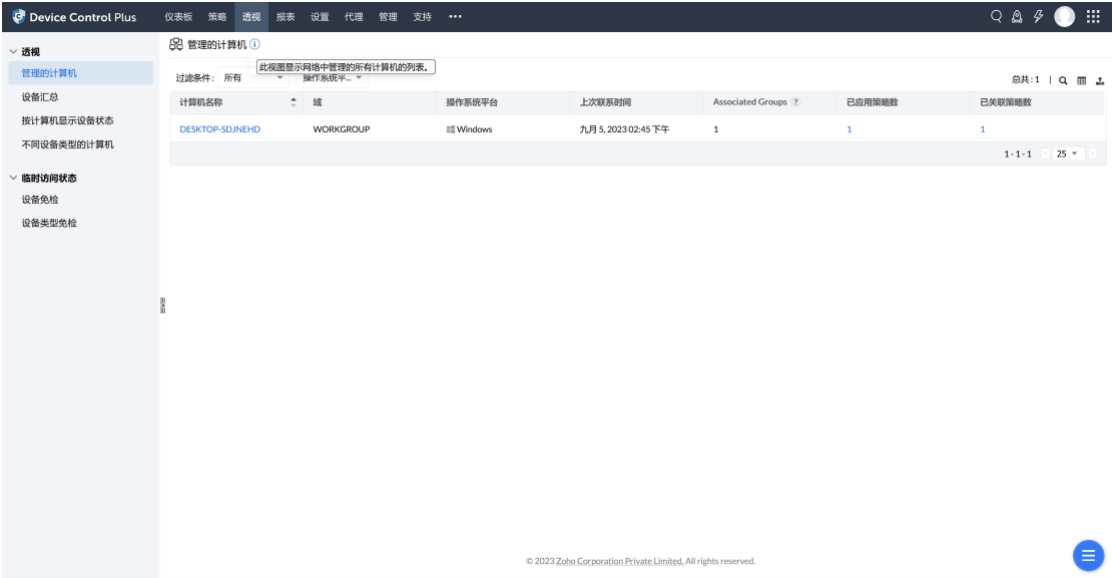 Device Control Plus 仪表板 策略 透视 报表 设置 代理 管理 支持 •••
透视
管理的计算机
设备汇总
按计算机显示设备状态
不同设备类型的计算机
临时访问状态
设备免检
设备类型免检
管理的计算机
此视图显示网络中管理的所有计算机的列表。
过滤条件: 所有 操作系统平... 总共: 1
计算机名称 域 操作系统平台 上次联系时间 Associated Groups ? 已应用策略数 已关联策略数
DESKTOP-SDJNEHD WORKGROUP Windows 九月 5, 2023 02:45 下午 1 1 1
1 - 1 - 1 25
© 2023 Zoho Corporation Private Limited. All rights reserved.